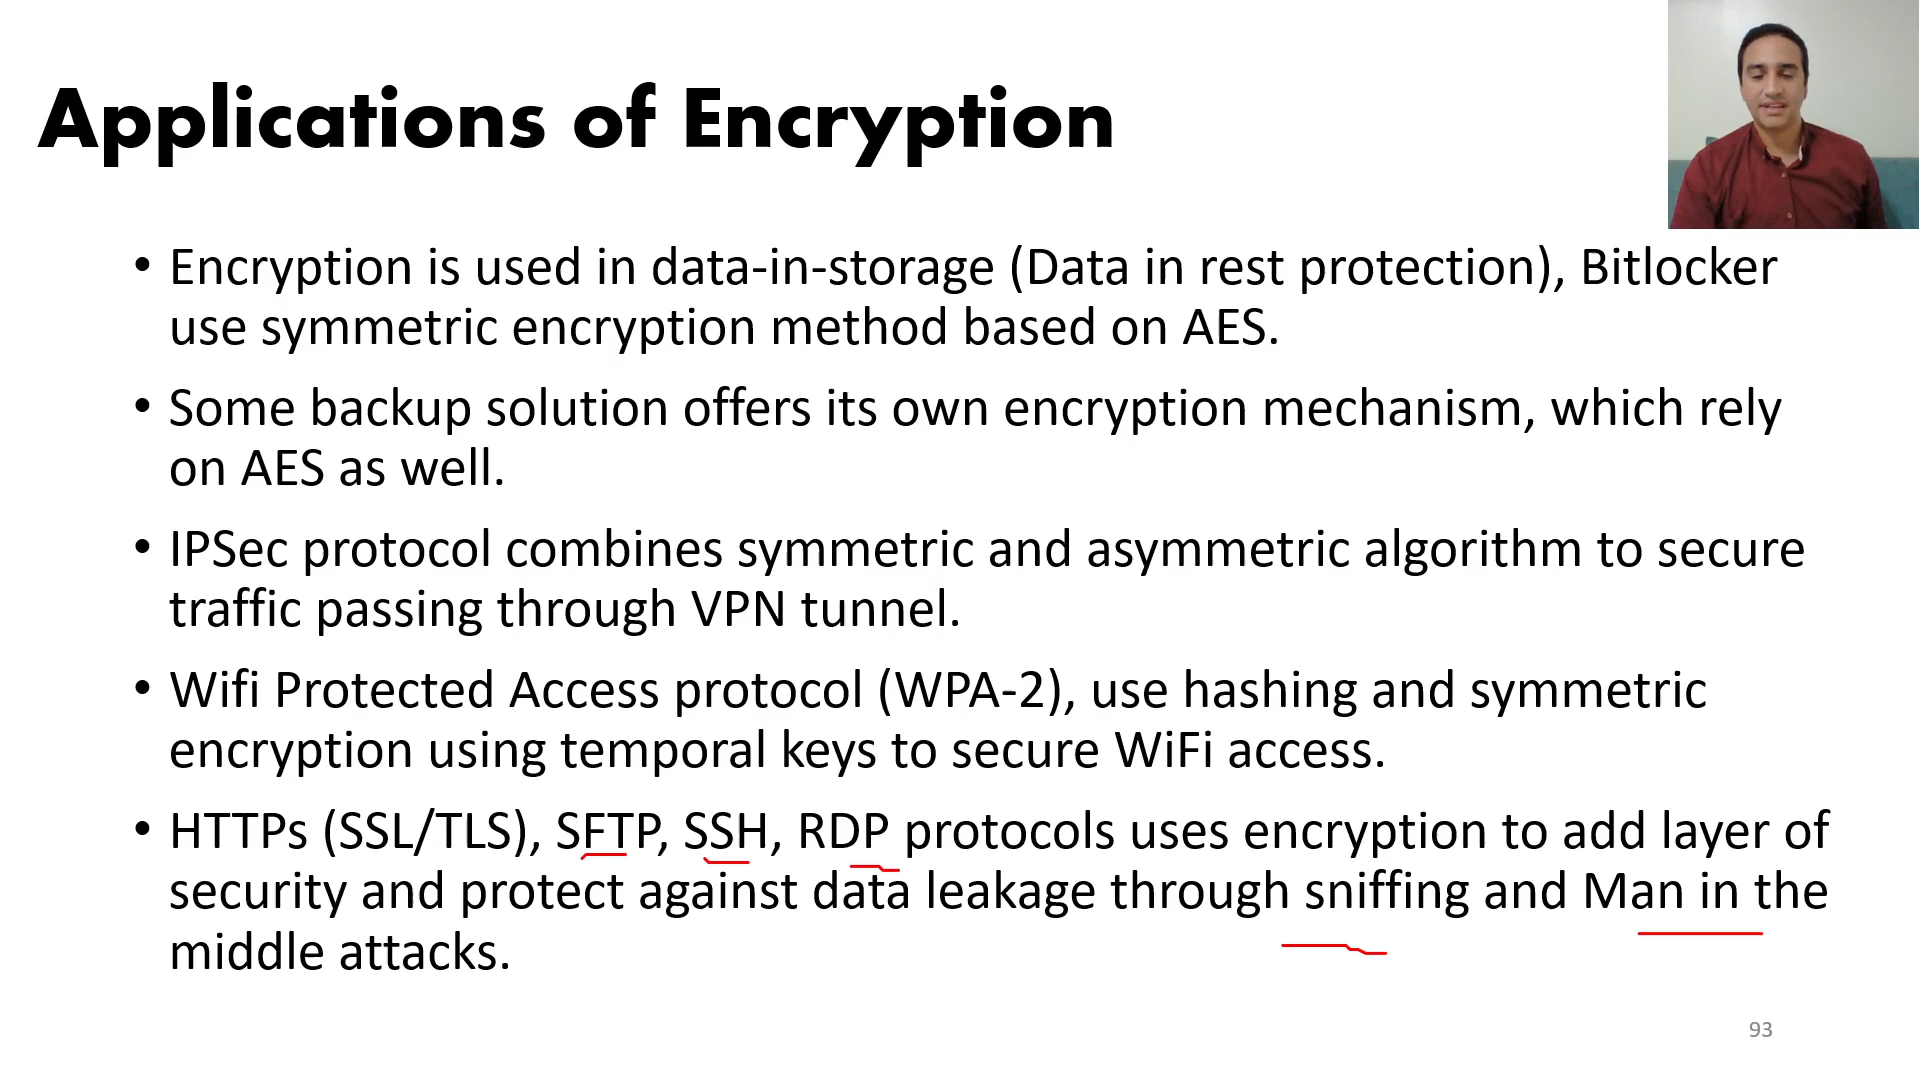 Applications of Encryption
• Encryption is used in data-in-storage (Data in rest protection), Bitlocker
use symmetric encryption method based on AES.
• Some backup solution offers its own encryption mechanism, which rely
on AES as well.
• IPSec protocol combines symmetric and asymmetric algorithm to secure
traffic passing through VPN tunnel.
• Wifi Protected Access protocol (WPA-2), use hashing and symmetric
encryption using temporal keys to secure WiFi access.
• HTTPs (SSL/TLS), SFTP, SSH, RDP protocols uses encryption to add layer of
security and protect against data leakage through sniffing and Man in the
middle attacks.
93